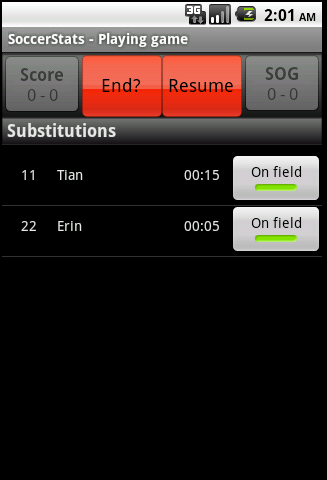 3G 2:01 AM
SoccerStats - Playing game
Score
0 - 0
End?
Resume
SOG
0 - 0
Substitutions
11 Tian 00:15 On field
22 Erin 00:05 On field